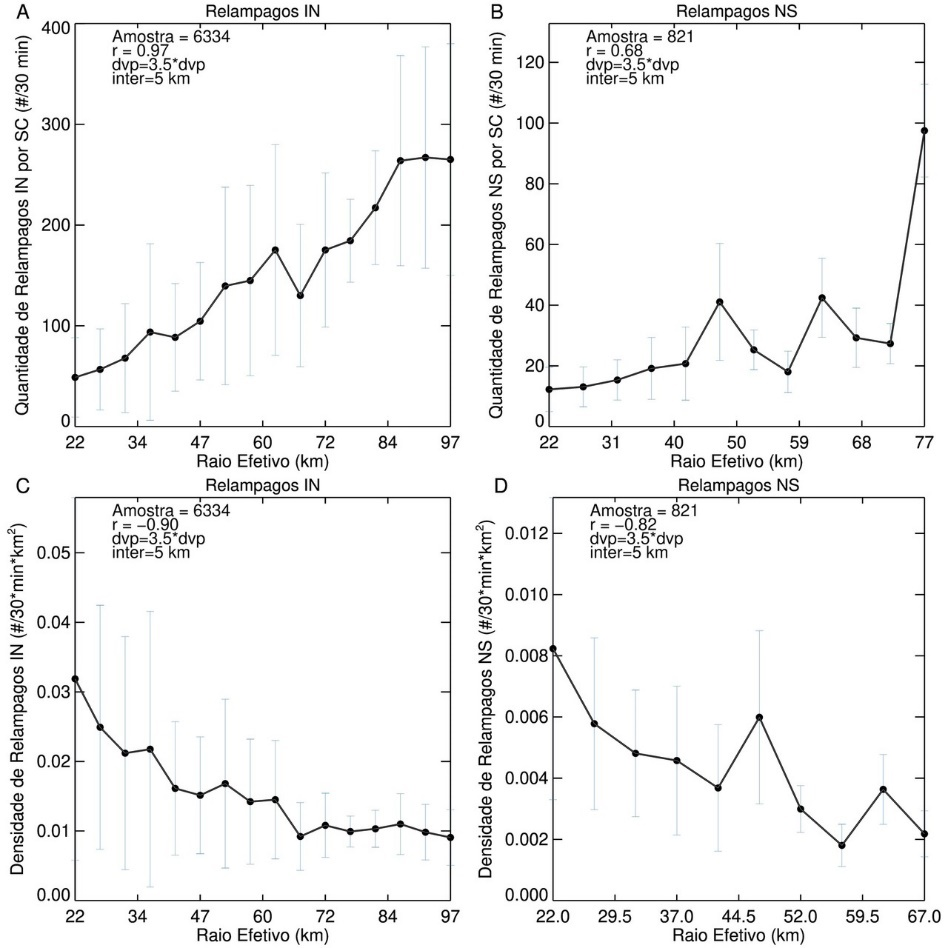 A
Relampagos IN
Amostra = 6334
r = 0.97
dvp=3.5*dvp
inter=5 km
Quantidade de Relampagos IN por SC (#/30 min)
400
300
200
100
0
22 34 47 60 72 84 97
Raio Efetivo (km)
B
Relampagos NS
Amostra = 821
r = 0.68
dvp=3.5*dvp
inter=5 km
Quantidade de Relampagos NS por SC (#/30 min)
120
100
80
60
40
20
0
22 31 40 50 59 68 77
Raio Efetivo (km)
C
Relampagos IN
Amostra = 6334
r = −0.90
dvp=3.5*dvp
inter=5 km
Densidade de Relampagos IN (#/30*min*km²)
0.05
0.04
0.03
0.02
0.01
0.00
22 34 47 60 72 84 97
Raio Efetivo (km)
D
Relampagos NS
Amostra = 821
r = −0.82
dvp=3.5*dvp
inter=5 km
Densidade de Relampagos NS (#/30*min*km²)
0.012
0.010
0.008
0.006
0.004
0.002
0.000
22.0 29.5 37.0 44.5 52.0 59.5 67.0
Raio Efetivo (km)